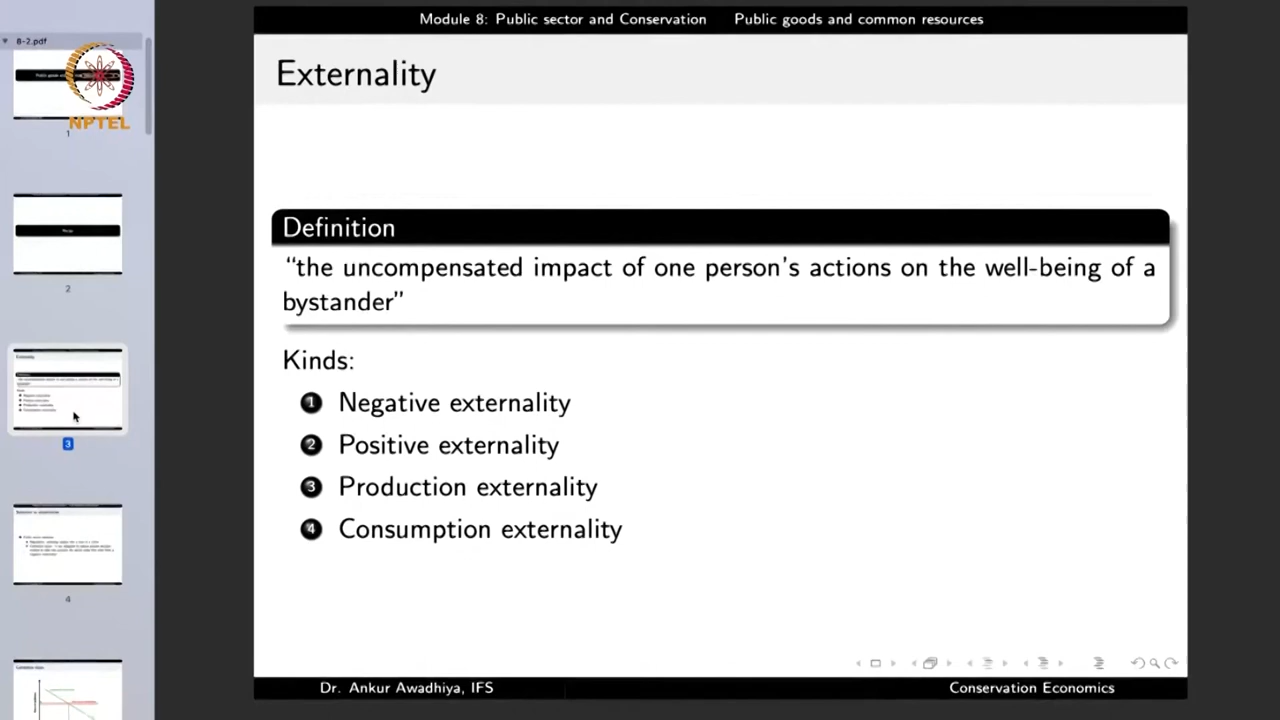 Module 8: Public sector and Conservation Public goods and common resources
8-2.pdf
NPTEL
1
2
3
4
Externality
Definition
“the uncompensated impact of one person’s actions on the well-being of a
bystander”
Kinds:
1 Negative externality
2 Positive externality
3 Production externality
4 Consumption externality
Dr. Ankur Awadhiya, IFS Conservation Economics